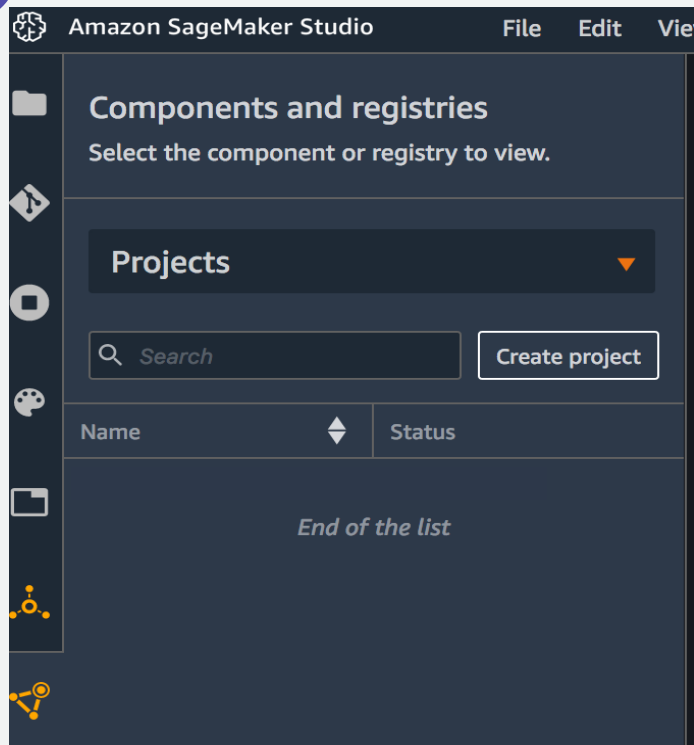 Amazon SageMaker Studio File Edit Vie
Components and registries
Select the component or registry to view.
Projects
Search Create project
Name Status
End of the list